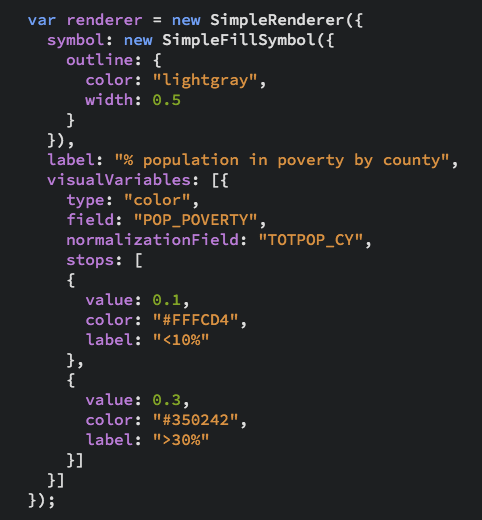 var renderer = new SimpleRenderer({
  symbol: new SimpleFillSymbol({
    outline: {
      color: "lightgray",
      width: 0.5
    }
  }),
  label: "% population in poverty by county",
  visualVariables: [{
    type: "color",
    field: "POP_POVERTY",
    normalizationField: "TOTPOP_CY",
    stops: [
    {
      value: 0.1,
      color: "#FFFCD4",
      label: "<10%"
    },
    {
      value: 0.3,
      color: "#350242",
      label: ">30%"
    }]
  }]
});